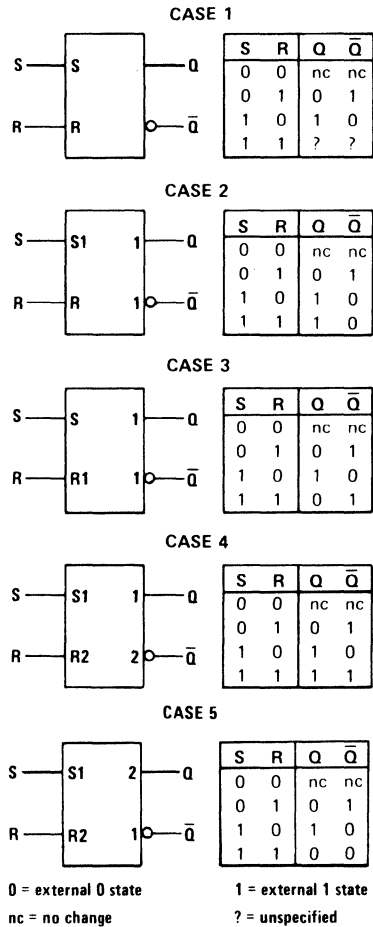 CASE 1
S S Q
R R Q̅
S R Q Q̅
0 0 nc nc
0 1 0 1
1 0 1 0
1 1 ? ?
CASE 2
S S1 1 Q
R R 1 Q̅
S R Q Q̅
0 0 nc nc
0 1 0 1
1 0 1 0
1 1 1 0
CASE 3
S S 1 Q
R R1 1 Q̅
S R Q Q̅
0 0 nc nc
0 1 0 1
1 0 1 0
1 1 0 1
CASE 4
S S1 1 Q
R R2 2 Q̅
S R Q Q̅
0 0 nc nc
0 1 0 1
1 0 1 0
1 1 1 1
CASE 5
S S1 2 Q
R R2 1 Q̅
S R Q Q̅
0 0 nc nc
0 1 0 1
1 0 1 0
1 1 0 0
0 = external 0 state
1 = external 1 state
nc = no change
? = unspecified